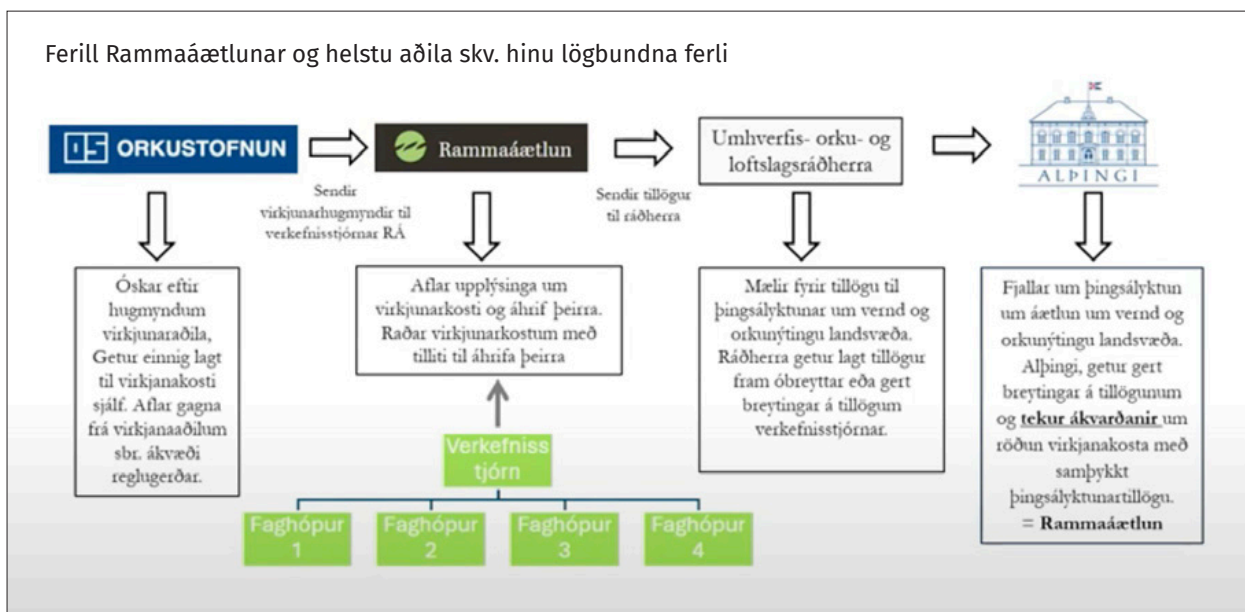 Ferill Rammaáætlunar og helstu aðila skv. hinu lögbundna ferli
OS ORKUSTOFNUN
Sendir
virkjunarhugmyndir til
verkefnisstjórnar RÁ
Rammaáætlun
Sendir tillögur
til ráðherra
Umhverfis- orku- og
loftslagsráðherra
ALÞINGI
Óskar eftir
hugmyndum
virkjunaraðila,
Getur einnig lagt
til virkjanakosti
sjálf. Aflar gagna
frá virkjanaaðilum
sbr. ákvæði
reglugerðar.
Aflar upplýsinga um
virkjunarkosti og áhrif þeirra.
Raðar virkjunarkostum með
tilliti til áhrifa þeirra
Verkefniss
tjórn
Faghópur
1
Faghópur
2
Faghópur
3
Faghópur
4
Mælir fyrir tillögu til
þingsályktunar um vernd og
orkunýtingu landsvæða.
Ráðherra getur lagt tillögur
fram óbreyttar eða gert
breytingar á tillögum
verkefnisstjórnar.
Fjallar um þingsályktun
um áætlun um vernd og
orkunýtingu landsvæða.
Alþingi, getur gert
breytingar á tillögunum
og tekur ákvarðanir um
röðun virkjanakosta með
samþykkt
þingsályktunartillögu.
= Rammaáætlun